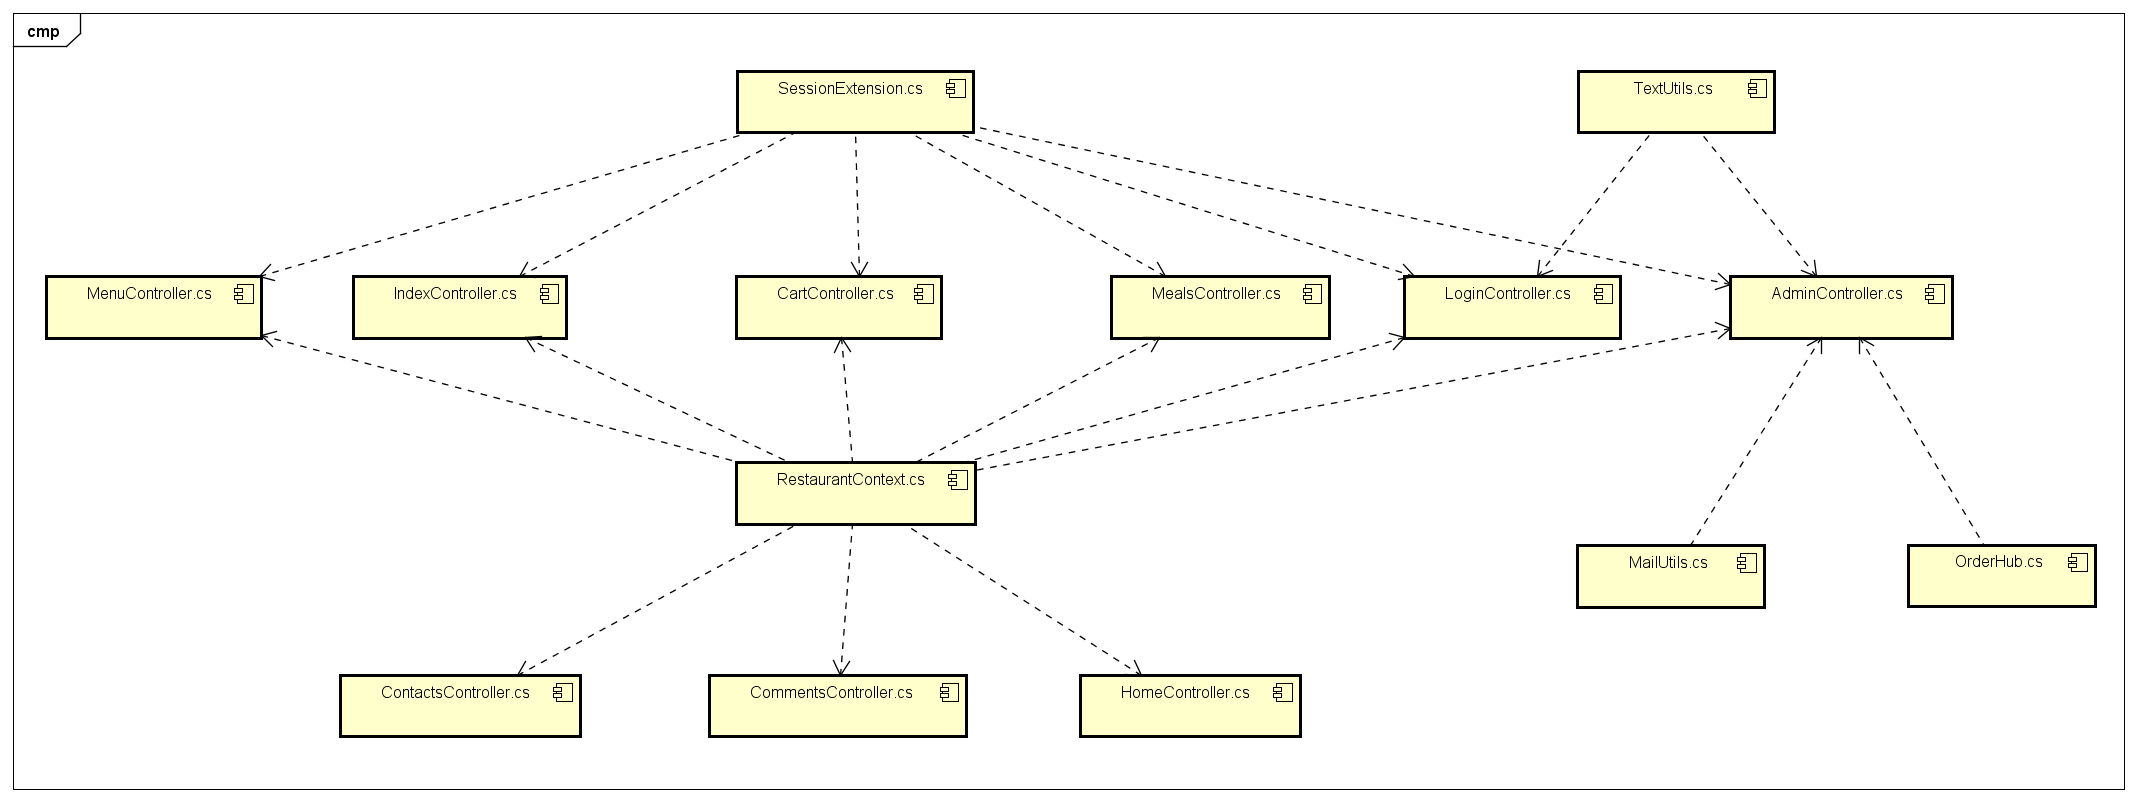 cmp
SessionExtension.cs
TextUtils.cs
MenuController.cs
IndexController.cs
CartController.cs
MealsController.cs
LoginController.cs
AdminController.cs
RestaurantContext.cs
MailUtils.cs
OrderHub.cs
ContactsController.cs
CommentsController.cs
HomeController.cs